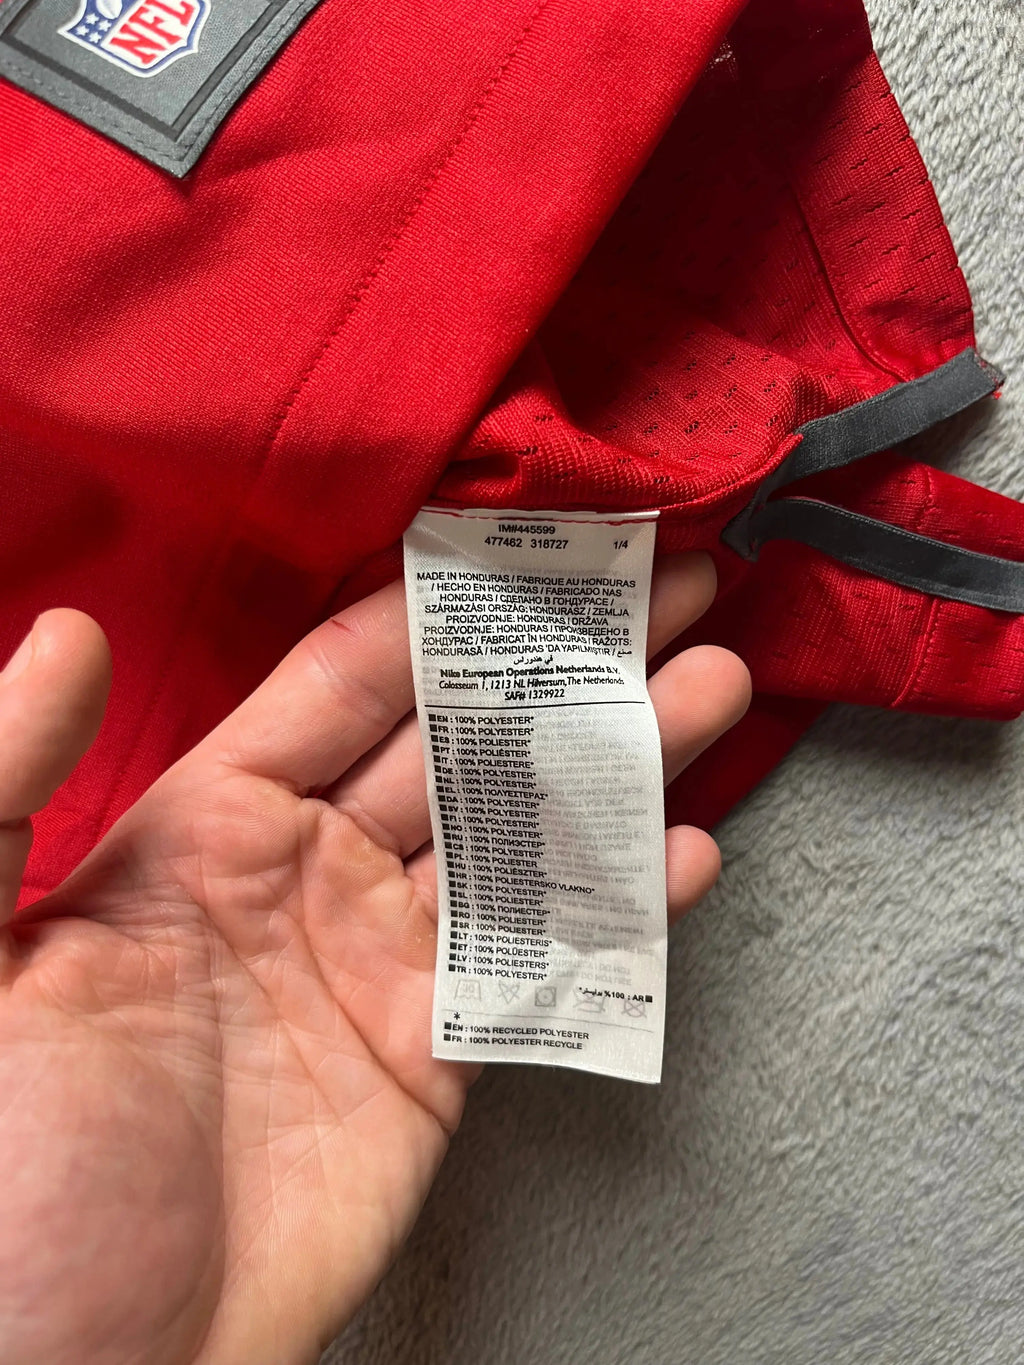 NFL
IM#445599
477462 318727 1/4
MADE IN HONDURAS / FABRIQUE AU HONDURAS
/ HECHO EN HONDURAS / FABRICADO NAS
HONDURAS / СДЕЛАНО В ГОНДУРАСЕ /
SZÁRMAZÁSI ORSZÁG: HONDURASZ / ZEMLJA
PROIZVODNJE: HONDURAS / DRŽAVA
PROIZVODNJE: HONDURAS / ПРОИЗВЕДЕНО В
ХОНДУРАС / FABRICAT ÎN HONDURAS / RAŽOTS:
HONDURASĀ / HONDURAS 'DA YAPILMIŞTIR / صنع
في هندوراس
Nike European Operations Netherlands B.V.
Colosseum 1, 1213 NL Hilversum, The Netherlands
SAF# 1329922
EN : 100% POLYESTER*
FR : 100% POLYESTER*
ES : 100% POLIÉSTER*
PT : 100% POLIÉSTER*
IT : 100% POLIESTERE*
DE : 100% POLYESTER*
NL : 100% POLYESTER*
EL : 100% ΠΟΛΥΕΣΤΕΡΑΣ*
DA : 100% POLYESTER*
SV : 100% POLYESTER*
FI : 100% POLYESTERI*
NO : 100% POLYESTER*
RU : 100% ПОЛИЭСТЕР*
CS : 100% POLYESTER*
PL : 100% POLIESTER
HU : 100% POLIÉSZTER*
HR : 100% POLIESTERSKO VLAKNO*
SK : 100% POLYESTER*
SL : 100% POLYESTER*
BG : 100% ПОЛИЕСТЕР*
RO : 100% POLIESTER*
SR : 100% POLIESTER*
LT : 100% POLIESTERIS*
ET : 100% POLÜESTER*
LV : 100% POLIESTERS*
TR : 100% POLYESTER*
AR : 100% بوليستر*
*
EN : 100% RECYCLED POLYESTER
FR : 100% POLYESTER RECYCLE